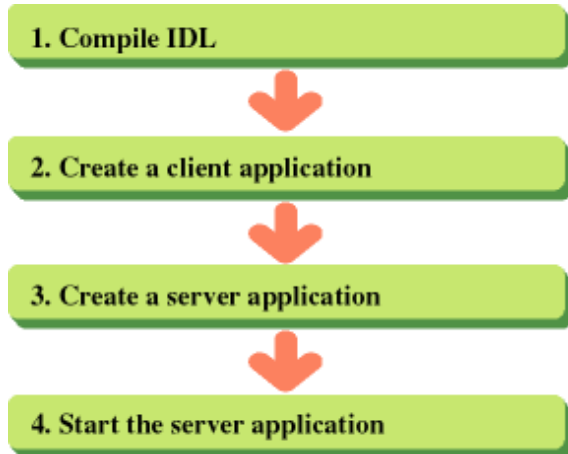 1. Compile IDL
2. Create a client application
3. Create a server application
4. Start the server application